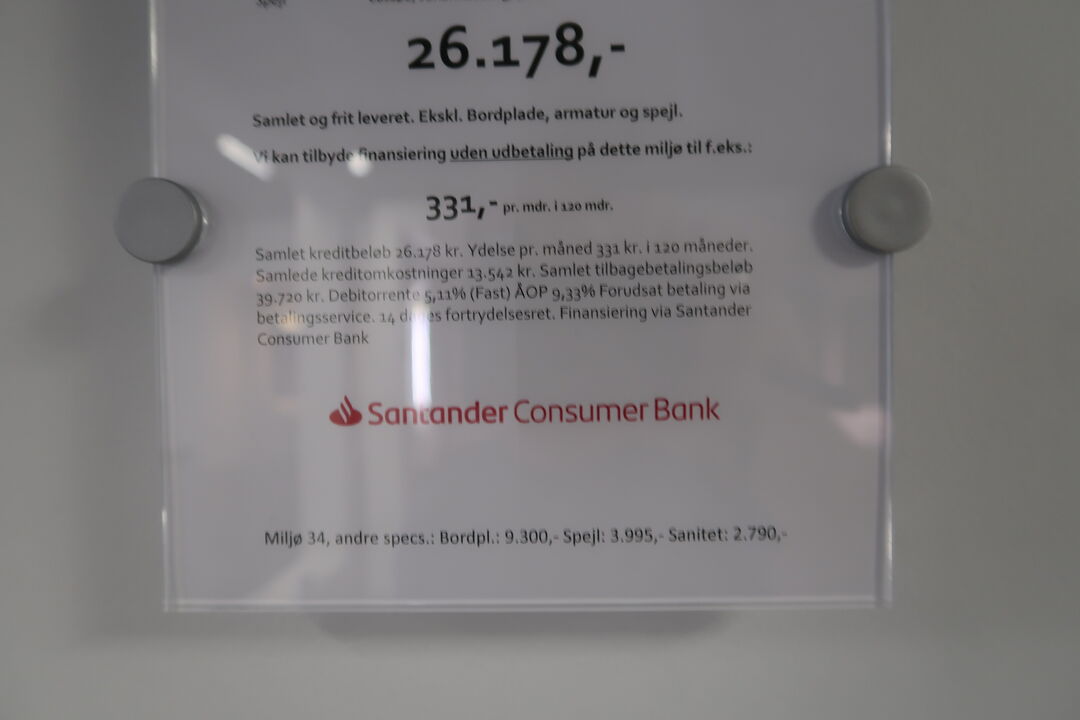 26.178,-
Samlet og frit leveret. Ekskl. Bordplade, armatur og spejl.
Vi kan tilbyde finansiering uden udbetaling på dette miljø til f.eks.:
331,- pr. mdr. i 120 mdr.
Samlet kreditbeløb 26.178 kr. Ydelse pr. måned 331 kr. i 120 måneder.
Samlede kreditomkostninger 13.542 kr. Samlet tilbagebetalingsbeløb
39.720 kr. Debitorrente 5,11% (Fast) ÅOP 9,33% Forudsat betaling via
betalingsservice. 14 dages fortrydelsesret. Finansiering via Santander
Consumer Bank
Santander Consumer Bank
Miljø 34, andre specs.: Bordpl.: 9.300,- Spejl: 3.995,- Sanitet: 2.790,-